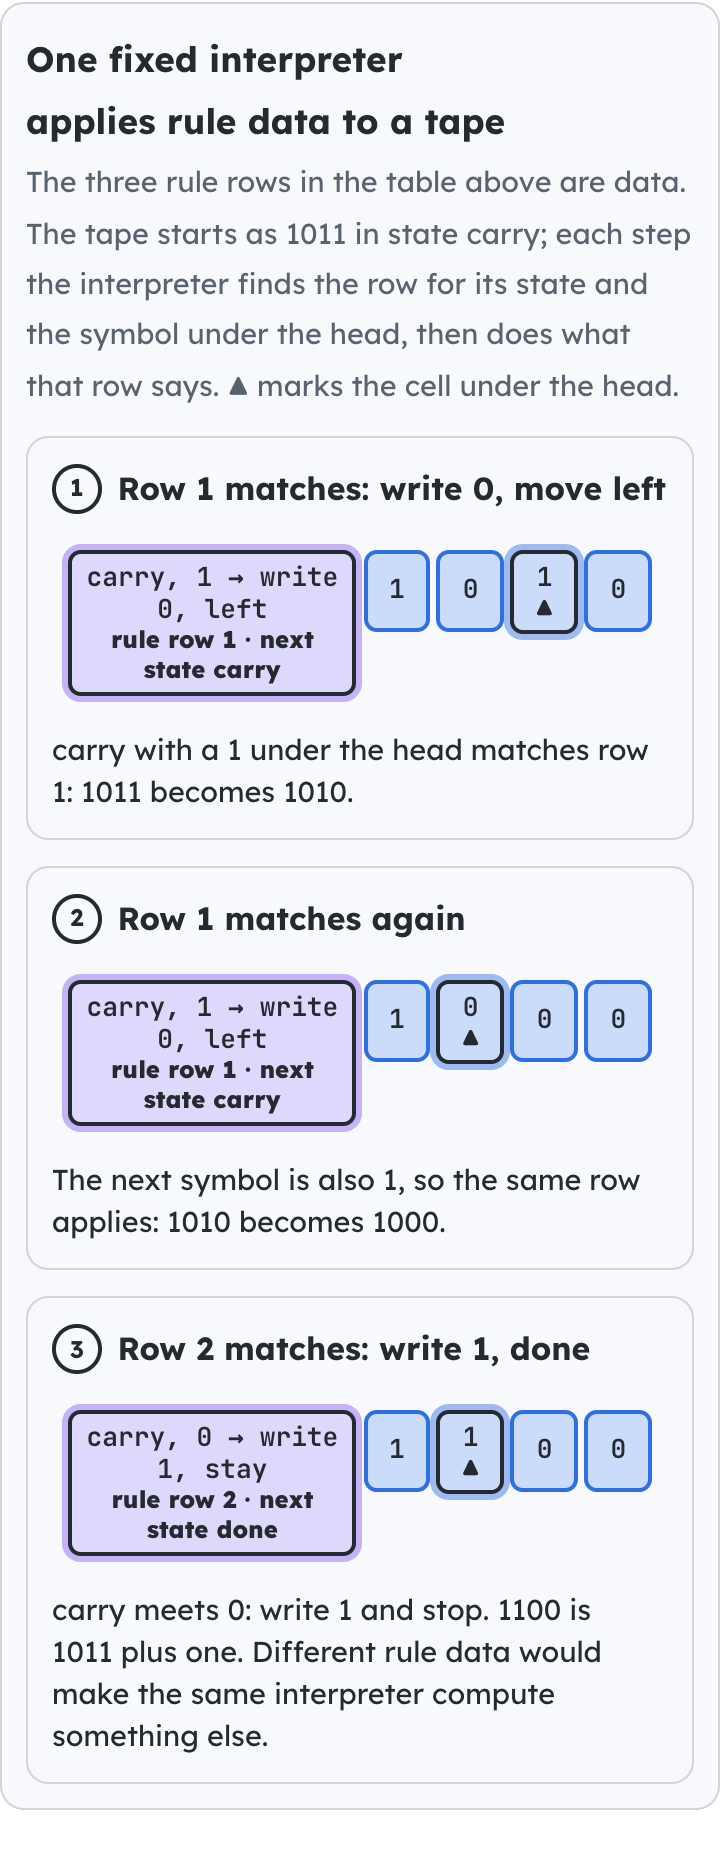 One fixed interpreter
applies rule data to a tape
The three rule rows in the table above are data.
The tape starts as 1011 in state carry; each step
the interpreter finds the row for its state and
the symbol under the head, then does what
that row says. ▲ marks the cell under the head.
1 Row 1 matches: write 0, move left
carry, 1 → write
0, left
rule row 1 · next
state carry
1 0 1 0
▲
carry with a 1 under the head matches row
1: 1011 becomes 1010.
2 Row 1 matches again
carry, 1 → write
0, left
rule row 1 · next
state carry
1 0 0 0
▲
The next symbol is also 1, so the same row
applies: 1010 becomes 1000.
3 Row 2 matches: write 1, done
carry, 0 → write
1, stay
rule row 2 · next
state done
1 1 0 0
▲
carry meets 0: write 1 and stop. 1100 is
1011 plus one. Different rule data would
make the same interpreter compute
something else.